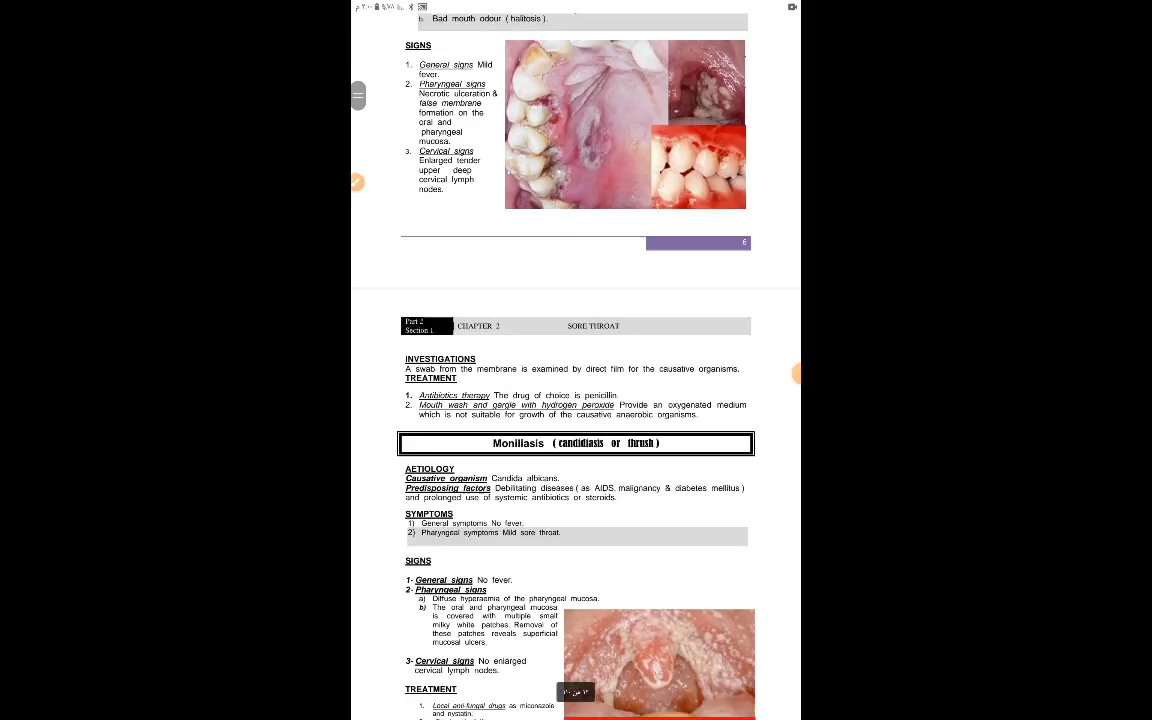 b. Bad mouth odour ( halitosis ).
SIGNS
1. General signs Mild
fever.
2. Pharyngeal signs
Necrotic ulceration &
false membrane
formation on the
oral and
pharyngeal
mucosa.
3. Cervical signs
Enlarged tender
upper deep
cervical lymph
nodes.
6
Part 2
Section 1
CHAPTER 2
SORE THROAT
INVESTIGATIONS
A swab from the membrane is examined by direct film for the causative organisms.
TREATMENT
1. Antibiotics therapy The drug of choice is penicillin.
2. Mouth wash and gargle with hydrogen peroxide Provide an oxygenated medium
which is not suitable for growth of the causative anaerobic organisms.
Moniliasis ( candidiasis or thrush )
AETIOLOGY
Causative organism Candida albicans.
Predisposing factors Debilitating diseases ( as AIDS, malignancy & diabetes mellitus )
and prolonged use of systemic antibiotics or steroids.
SYMPTOMS
1) General symptoms No fever.
2) Pharyngeal symptoms Mild sore throat.
SIGNS
1- General signs No fever.
2- Pharyngeal signs
a) Diffuse hyperaemia of the pharyngeal mucosa.
b) The oral and pharyngeal mucosa
is covered with multiple small
milky white patches. Removal of
these patches reveals superficial
mucosal ulcers.
3- Cervical signs No enlarged
cervical lymph nodes.
TREATMENT
1. Local anti-fungal drugs as miconazole
and nystatin.